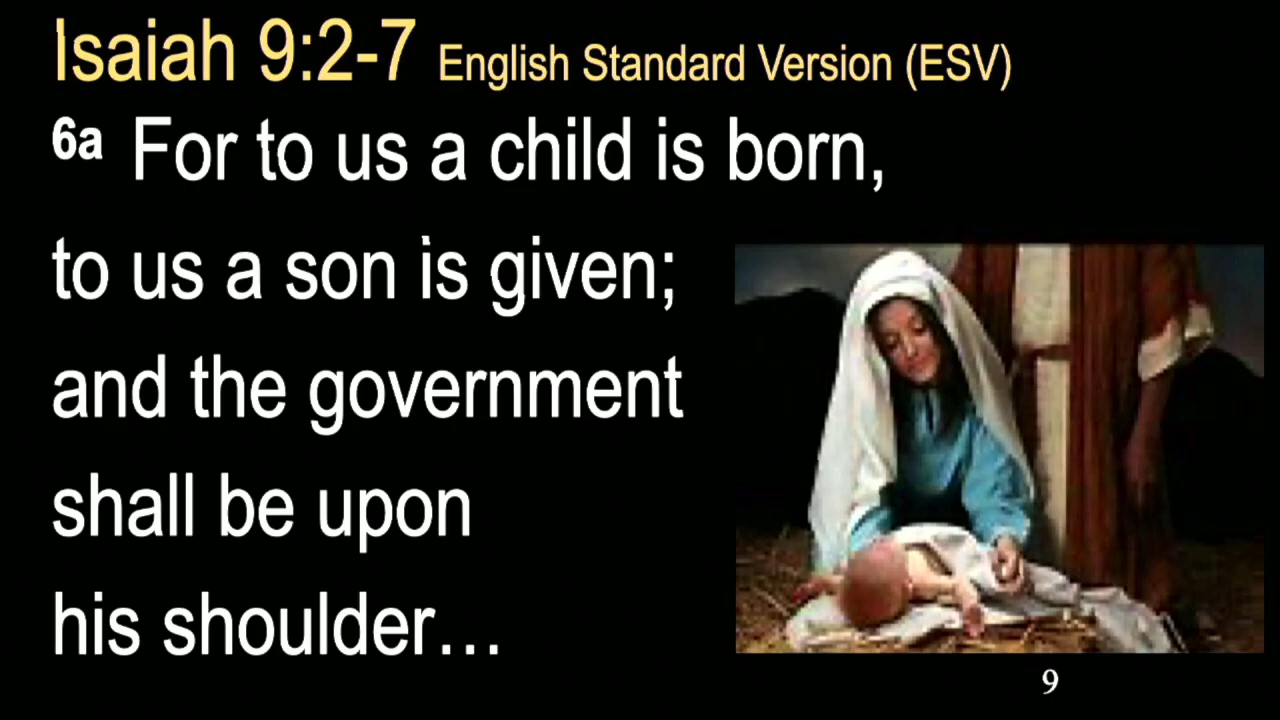 Isaiah 9:2-7 English Standard Version (ESV)
6a For to us a child is born,
to us a son is given;
and the government
shall be upon
his shoulder…
9